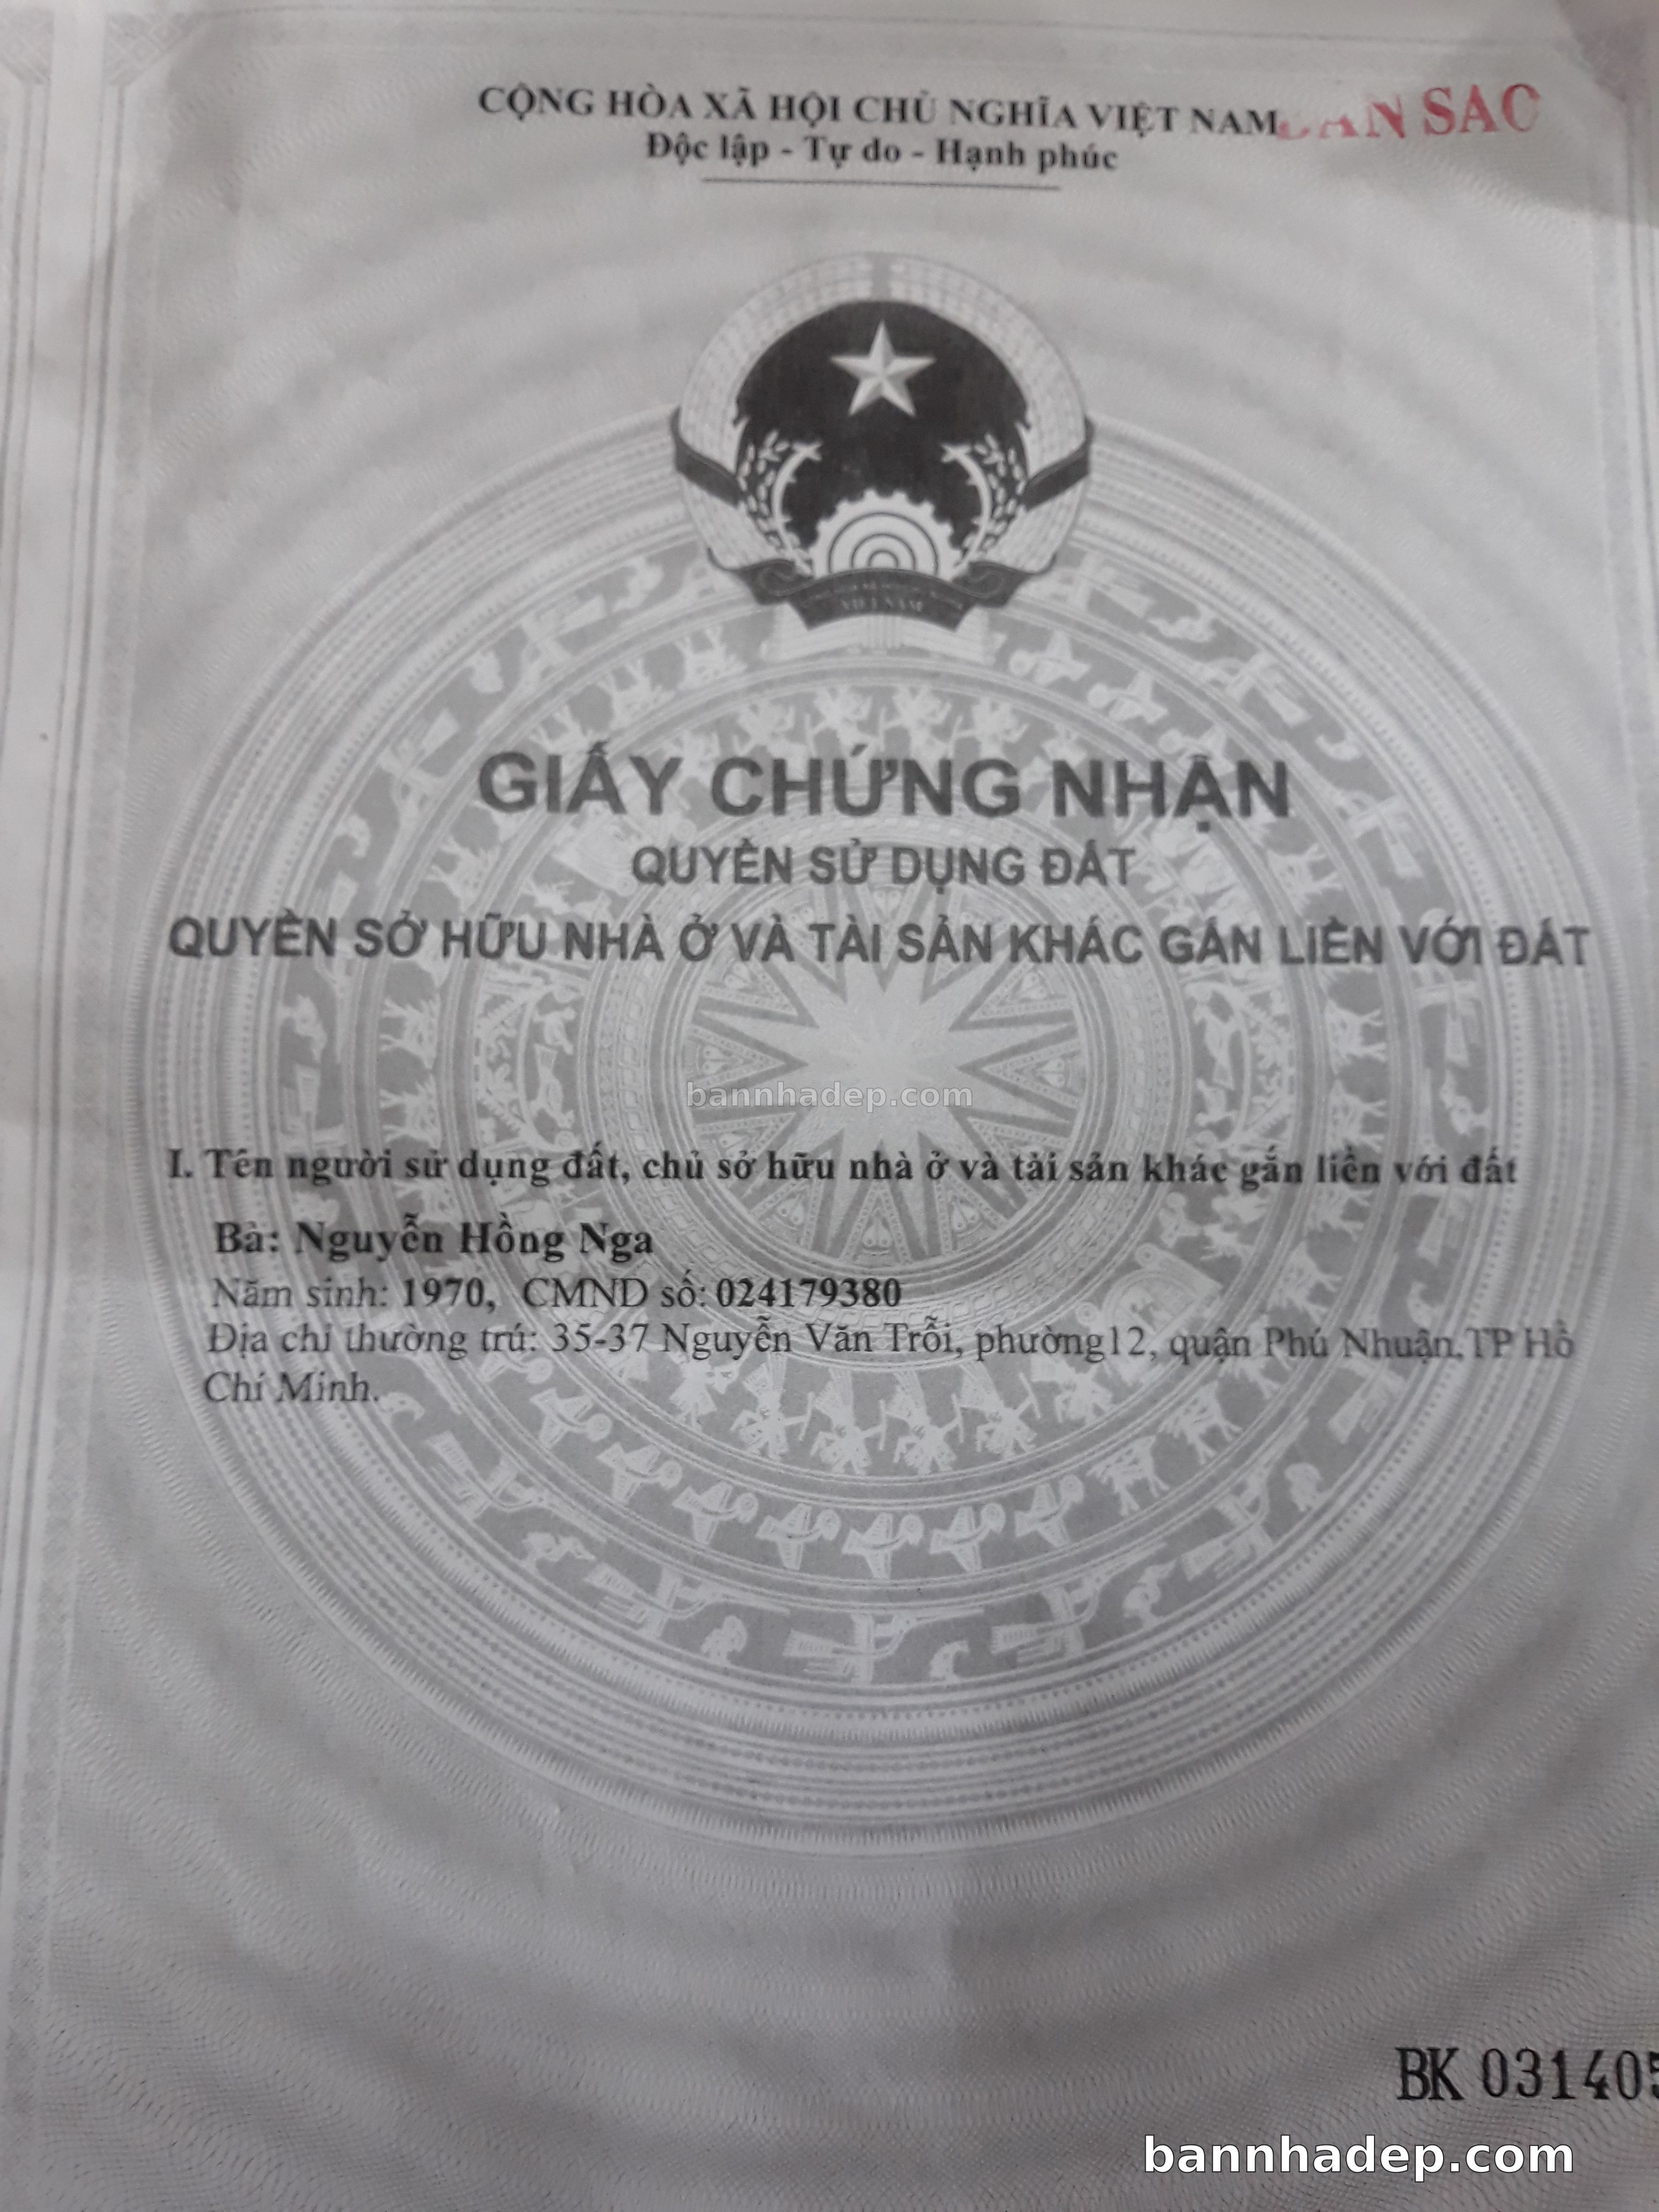 CỘNG HÒA XÃ HỘI CHỦ NGHĨA VIỆT NAM
BẢN SAO
Độc lập - Tự do - Hạnh phúc
VIỆT NAM
GIẤY CHỨNG NHẬN
QUYỀN SỬ DỤNG ĐẤT
QUYỀN SỞ HỮU NHÀ Ở VÀ TÀI SẢN KHÁC GẮN LIỀN VỚI ĐẤT
bannhadep.com
I. Tên người sử dụng đất, chủ sở hữu nhà ở và tài sản khác gắn liền với đất
Bà: Nguyễn Hồng Nga
Năm sinh: 1970, CMND số: 024179380
Địa chỉ thường trú: 35-37 Nguyễn Văn Trỗi, phường12, quận Phú Nhuận,TP Hồ
Chí Minh.
BK 031405
bannhadep.com